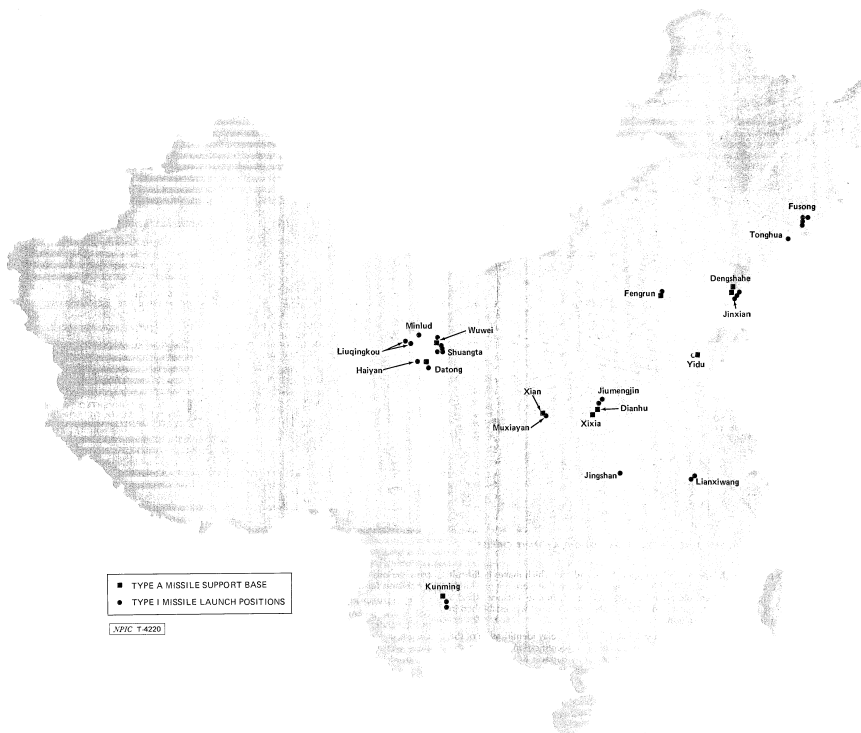 Fusong
Tonghua
Dengshahe
Fengrun
Jinxian
Minlud
Wuwei
Liuqingkou
Shuangta
Haiyan
Datong
Yidu
Xian
Jiumengjin
Dianhu
Muxiayan
Xixia
Jingshan
Lianxiwang
Kunming
TYPE A MISSILE SUPPORT BASE
TYPE I MISSILE LAUNCH POSITIONS
NPIC T-4220